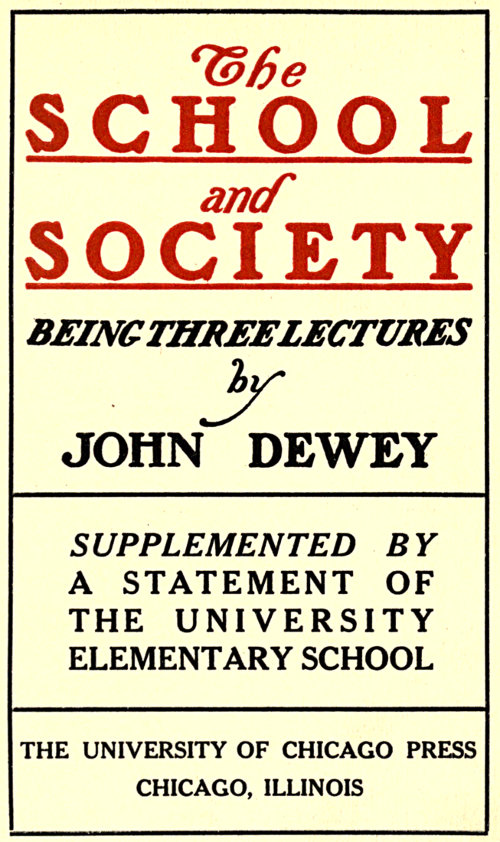 The
SCHOOL
and
SOCIETY
BEING THREE LECTURES
by
JOHN DEWEY
SUPPLEMENTED BY
A STATEMENT OF
THE UNIVERSITY
ELEMENTARY SCHOOL
THE UNIVERSITY OF CHICAGO PRESS
CHICAGO, ILLINOIS